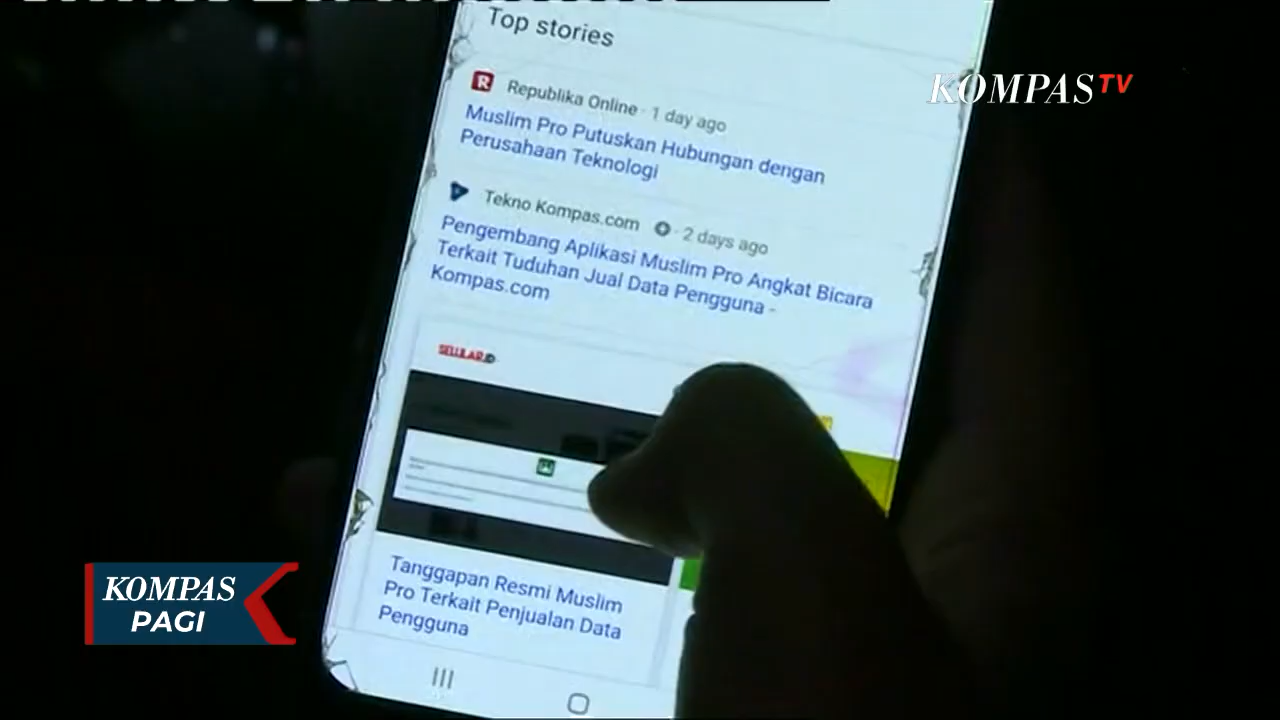 Top stories
KOMPASTV
Republika Online · 1 day ago
Muslim Pro Putuskan Hubungan dengan
Perusahaan Teknologi
Tekno Kompas.com · 2 days ago
Pengembang Aplikasi Muslim Pro Angkat Bicara
Terkait Tuduhan Jual Data Pengguna -
Kompas.com
SELULAR.ID
Tanggapan Resmi Muslim
Pro Terkait Penjualan Data
Pengguna
KOMPAS
PAGI